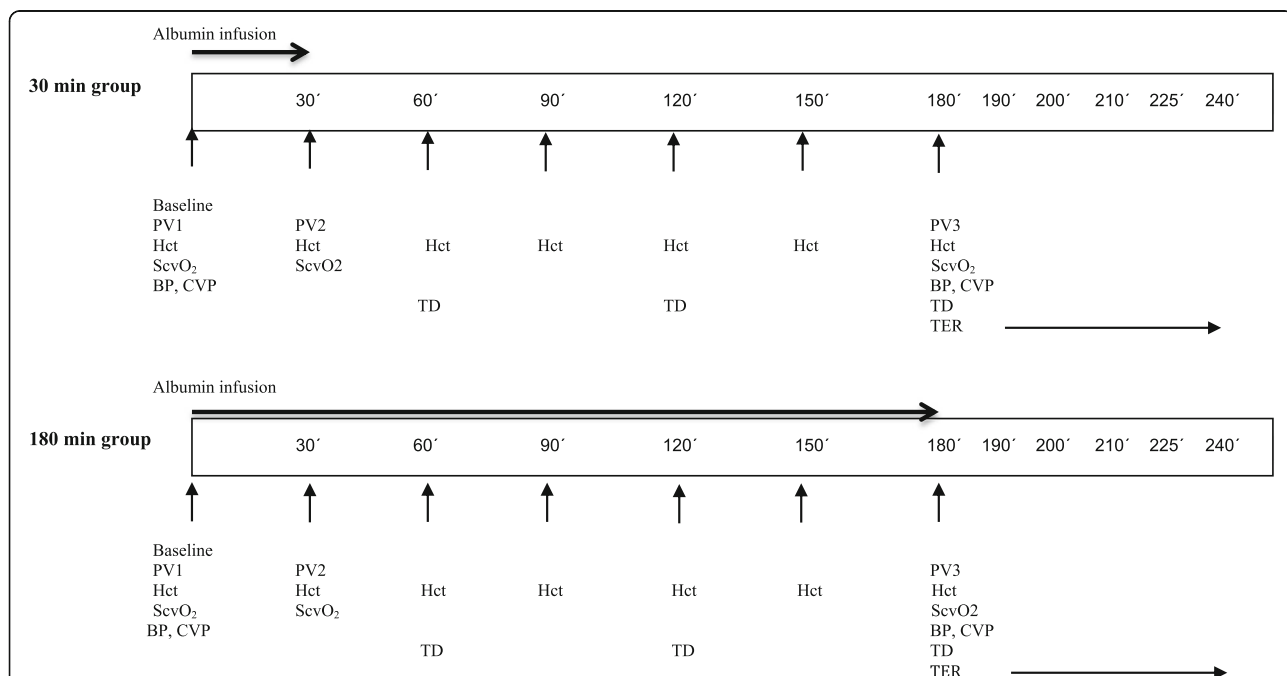 Albumin infusion
30 min group
30´ 60´ 90´ 120´ 150´ 180´ 190´ 200´ 210´ 225´ 240´
Baseline
PV1 PV2 PV3
Hct Hct Hct Hct Hct Hct Hct
ScvO₂ ScvO2 ScvO₂
BP, CVP BP, CVP
TD TD TD
TER
Albumin infusion
180 min group
30´ 60´ 90´ 120´ 150´ 180´ 190´ 200´ 210´ 225´ 240´
Baseline
PV1 PV2 PV3
Hct Hct Hct Hct Hct Hct Hct
ScvO₂ ScvO₂ ScvO2
BP, CVP BP, CVP
TD TD TD
TER